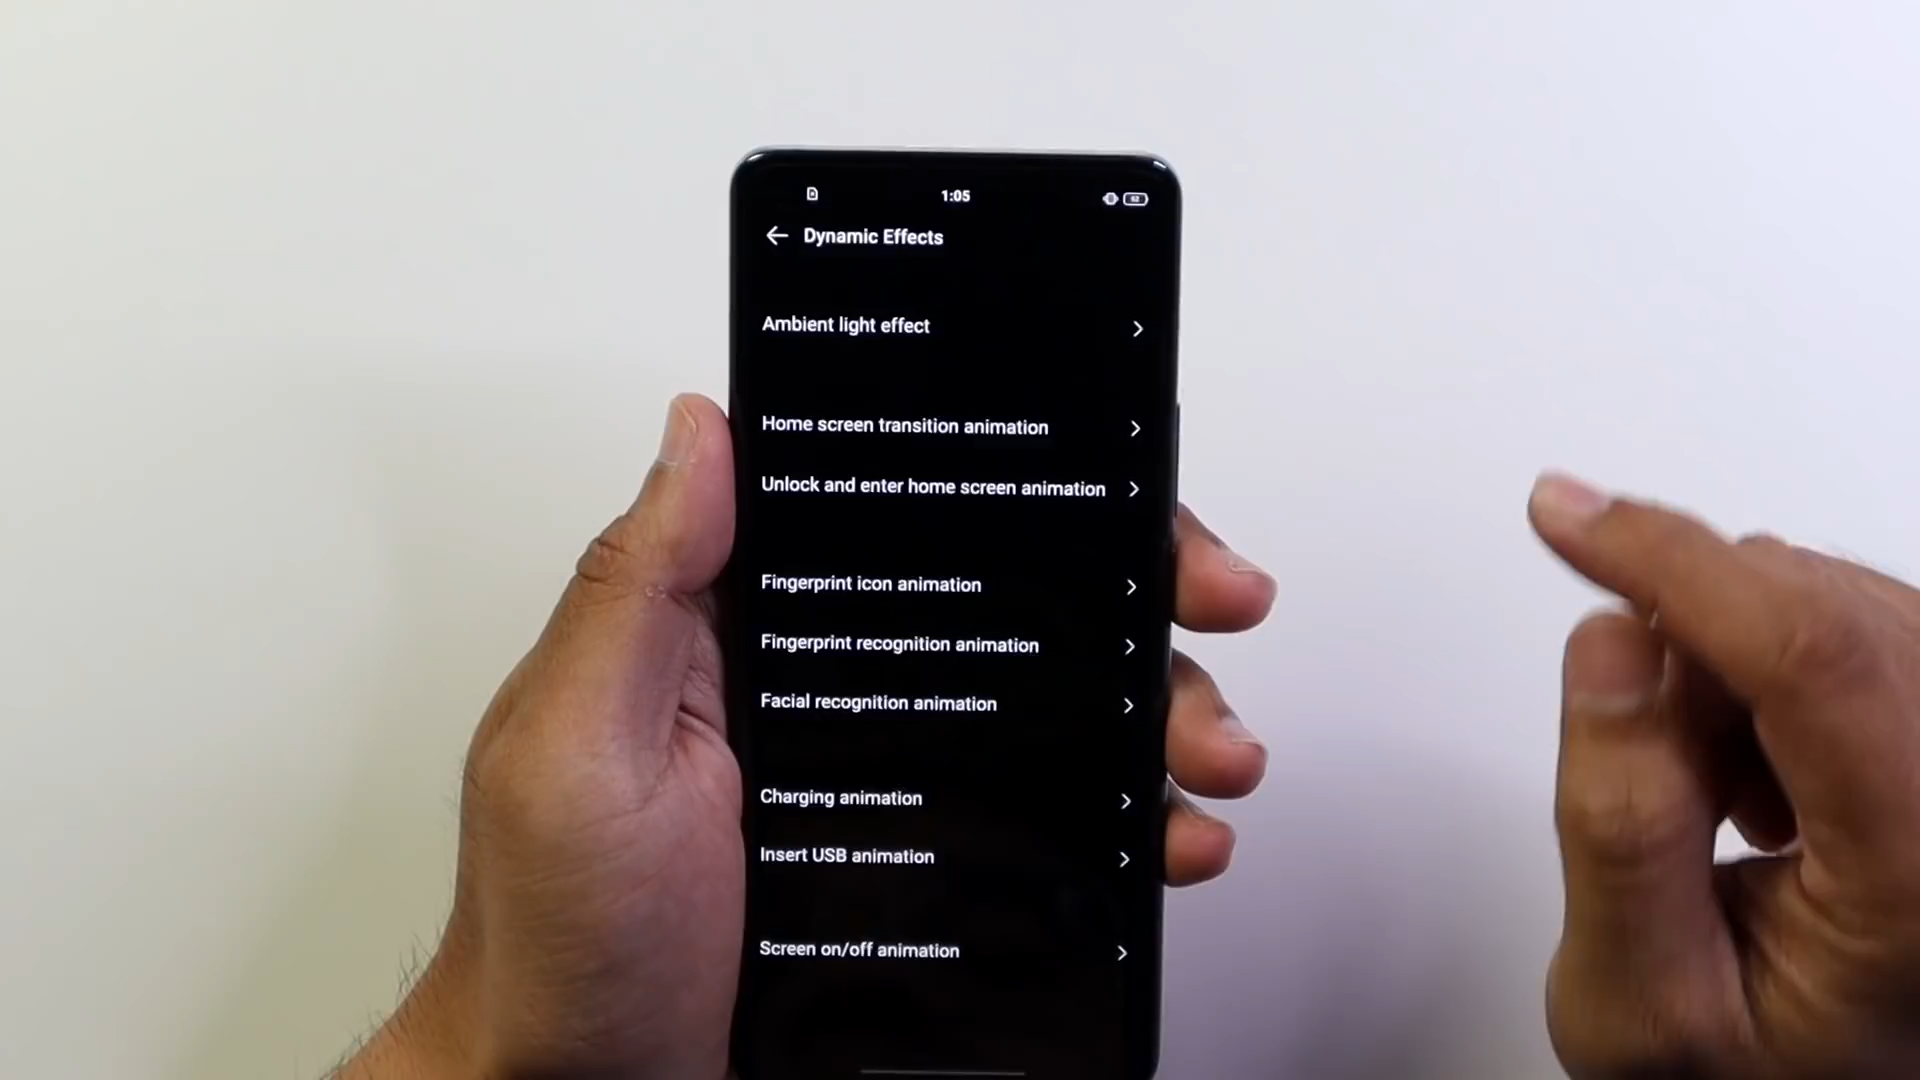 1:05
Dynamic Effects
Ambient light effect
Home screen transition animation
Unlock and enter home screen animation
Fingerprint icon animation
Fingerprint recognition animation
Facial recognition animation
Charging animation
Insert USB animation
Screen on/off animation